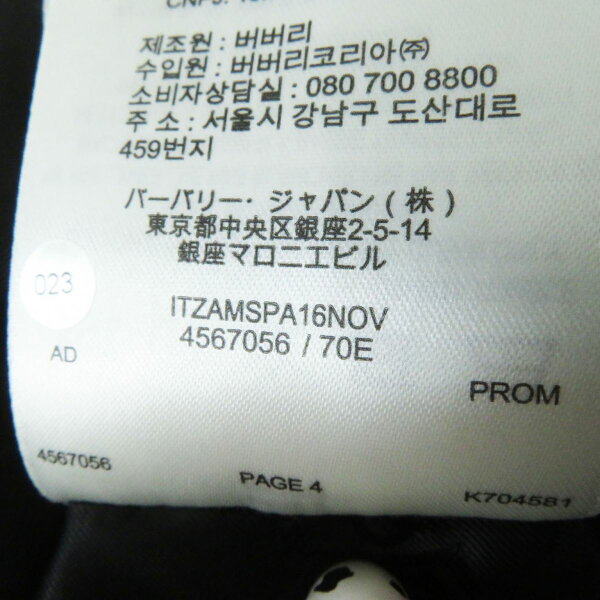 제조원 : 버버리
수입원 : 버버리코리아㈜
소비자상담실 : 080 700 8800
주 소 : 서울시 강남구 도산대로
459번지
バーバリー・ジャパン ( 株 )
東京都中央区銀座2-5-14
銀座マロニエビル
023
ITZAMSPA16NOV
4567056 / 70E
AD
PROM
4567056
PAGE 4
K704581